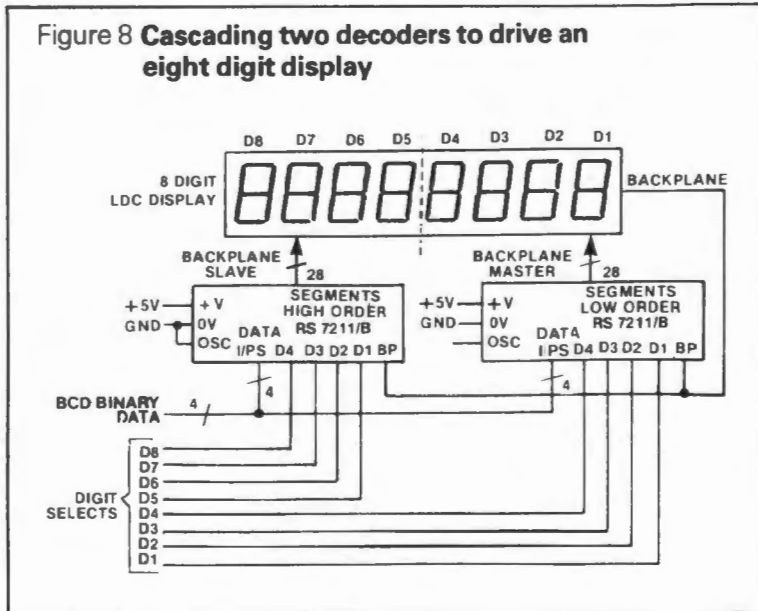 Figure 8 Cascading two decoders to drive an
eight digit display
D8 D7 D6 D5 D4 D3 D2 D1
8 DIGIT
LDC DISPLAY
BACKPLANE
BACKPLANE
SLAVE
28
BACKPLANE
MASTER
28
+5V
GND
+V
0V
OSC
SEGMENTS
HIGH ORDER
RS 7211/B
DATA
I/PS D4 D3 D2 D1 BP
+5V
GND
+V
0V
OSC
SEGMENTS
LOW ORDER
RS 7211/B
DATA
I/PS D4 D3 D2 D1 BP
4
4
BCD BINARY
DATA
4
DIGIT
SELECTS
D8
D7
D6
D5
D4
D3
D2
D1